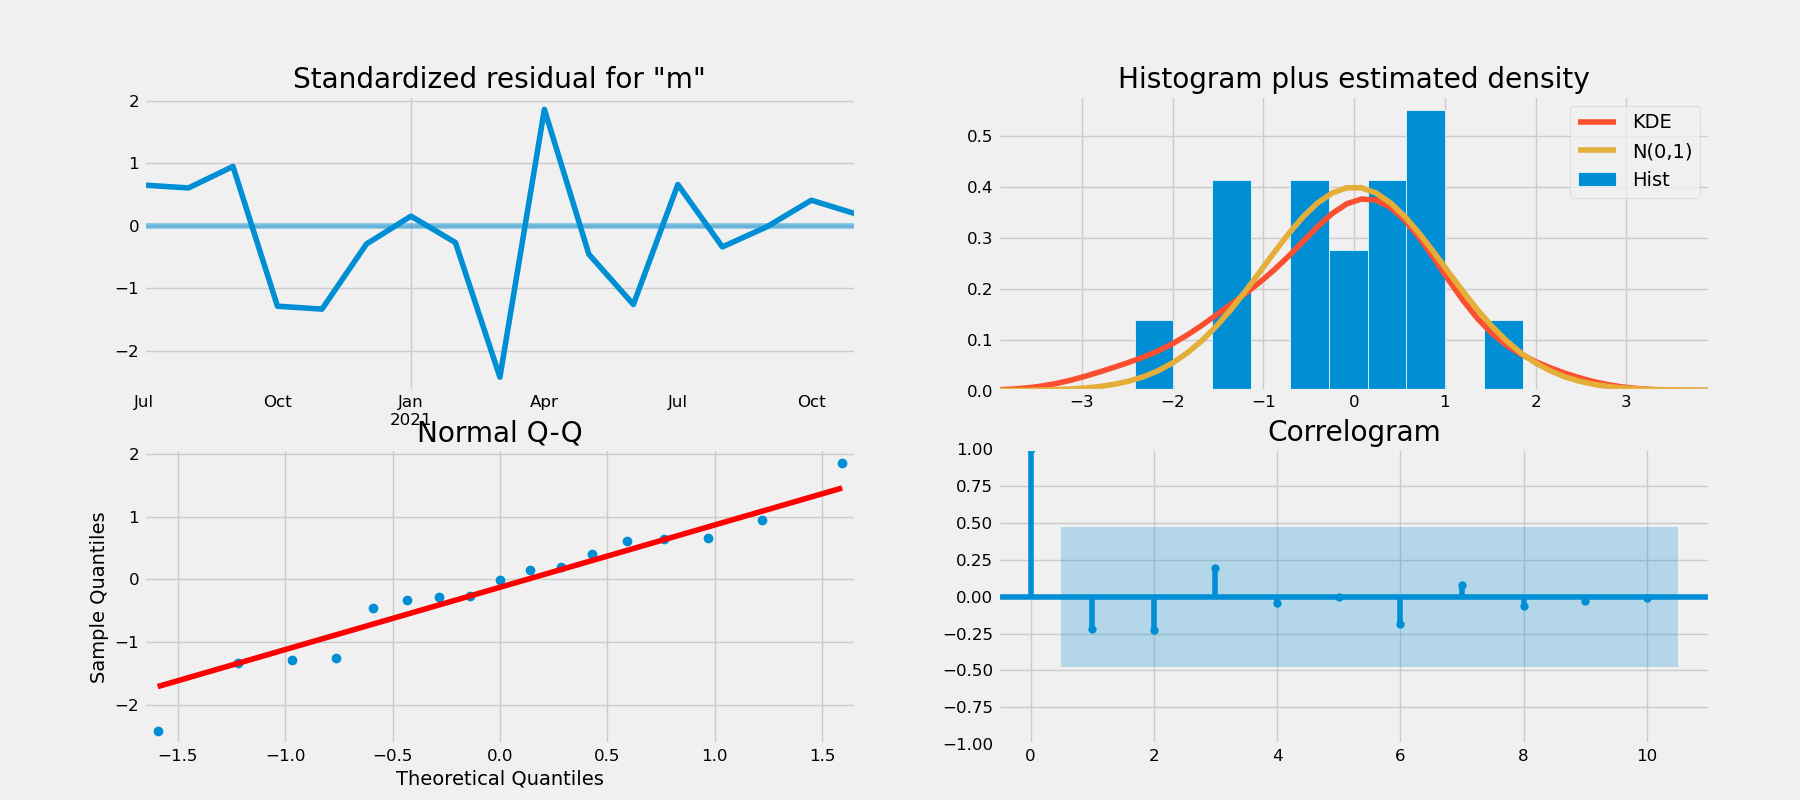 Standardized residual for "m"
2
1
0
−1
−2
Jul Oct Jan Apr Jul Oct
2021
Histogram plus estimated density
0.5
0.4
0.3
0.2
0.1
0.0
−3 −2 −1 0 1 2 3
KDE
N(0,1)
Hist
Normal Q-Q
Sample Quantiles
2
1
0
−1
−2
−1.5 −1.0 −0.5 0.0 0.5 1.0 1.5
Theoretical Quantiles
Correlogram
1.00
0.75
0.50
0.25
0.00
−0.25
−0.50
−0.75
−1.00
0 2 4 6 8 10